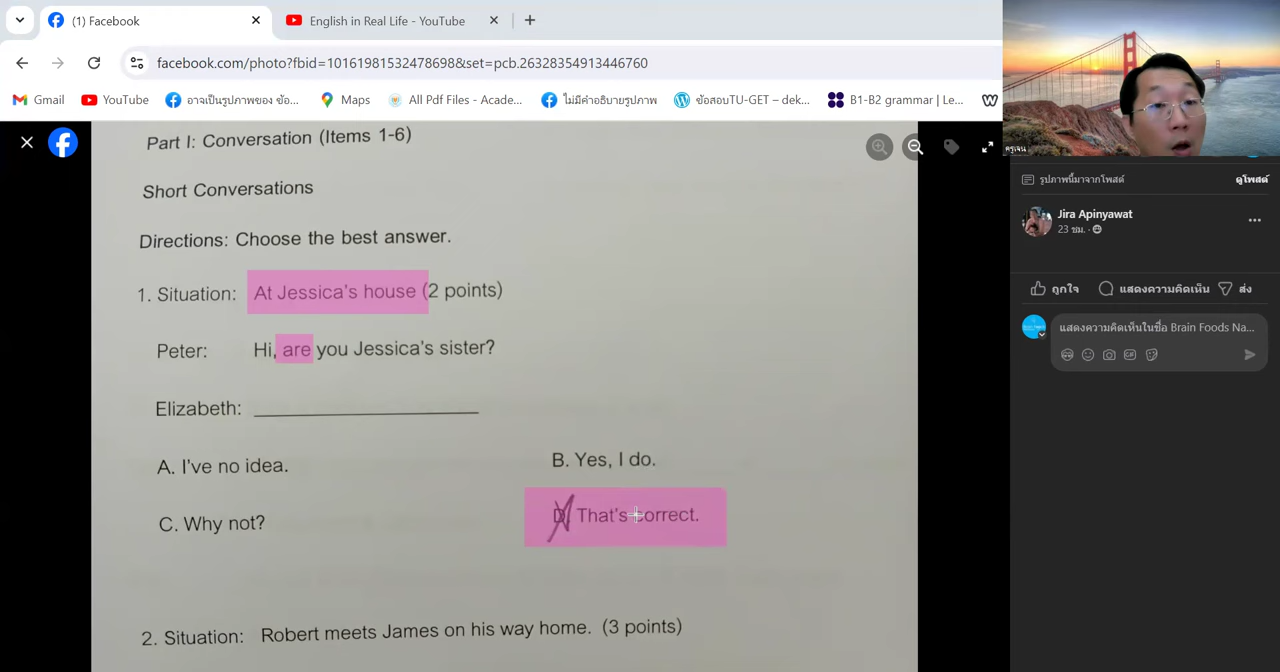 (1) Facebook
English in Real Life - YouTube
facebook.com/photo?fbid=10161981532478698&set=pcb.26328354913446760
Gmail
YouTube
อาจเป็นรูปภาพของ ข้อ...
Maps
All Pdf Files - Acade...
ไม่มีคำอธิบายรูปภาพ
ข้อสอบTU-GET – dek...
B1-B2 grammar | Le...
ครูเจน
Part I: Conversation (Items 1-6)
Short Conversations
Directions: Choose the best answer.
1. Situation: At Jessica's house (2 points)
Peter: Hi, are you Jessica's sister?
Elizabeth:
A. I've no idea.
B. Yes, I do.
C. Why not?
D. That's correct.
2. Situation: Robert meets James on his way home. (3 points)
รูปภาพนี้มาจากโพสต์
ดูโพสต์
Jira Apinyawat
23 ชม.
ถูกใจ
แสดงความคิดเห็น
ส่ง
แสดงความคิดเห็นในชื่อ Brain Foods Na...
GIF